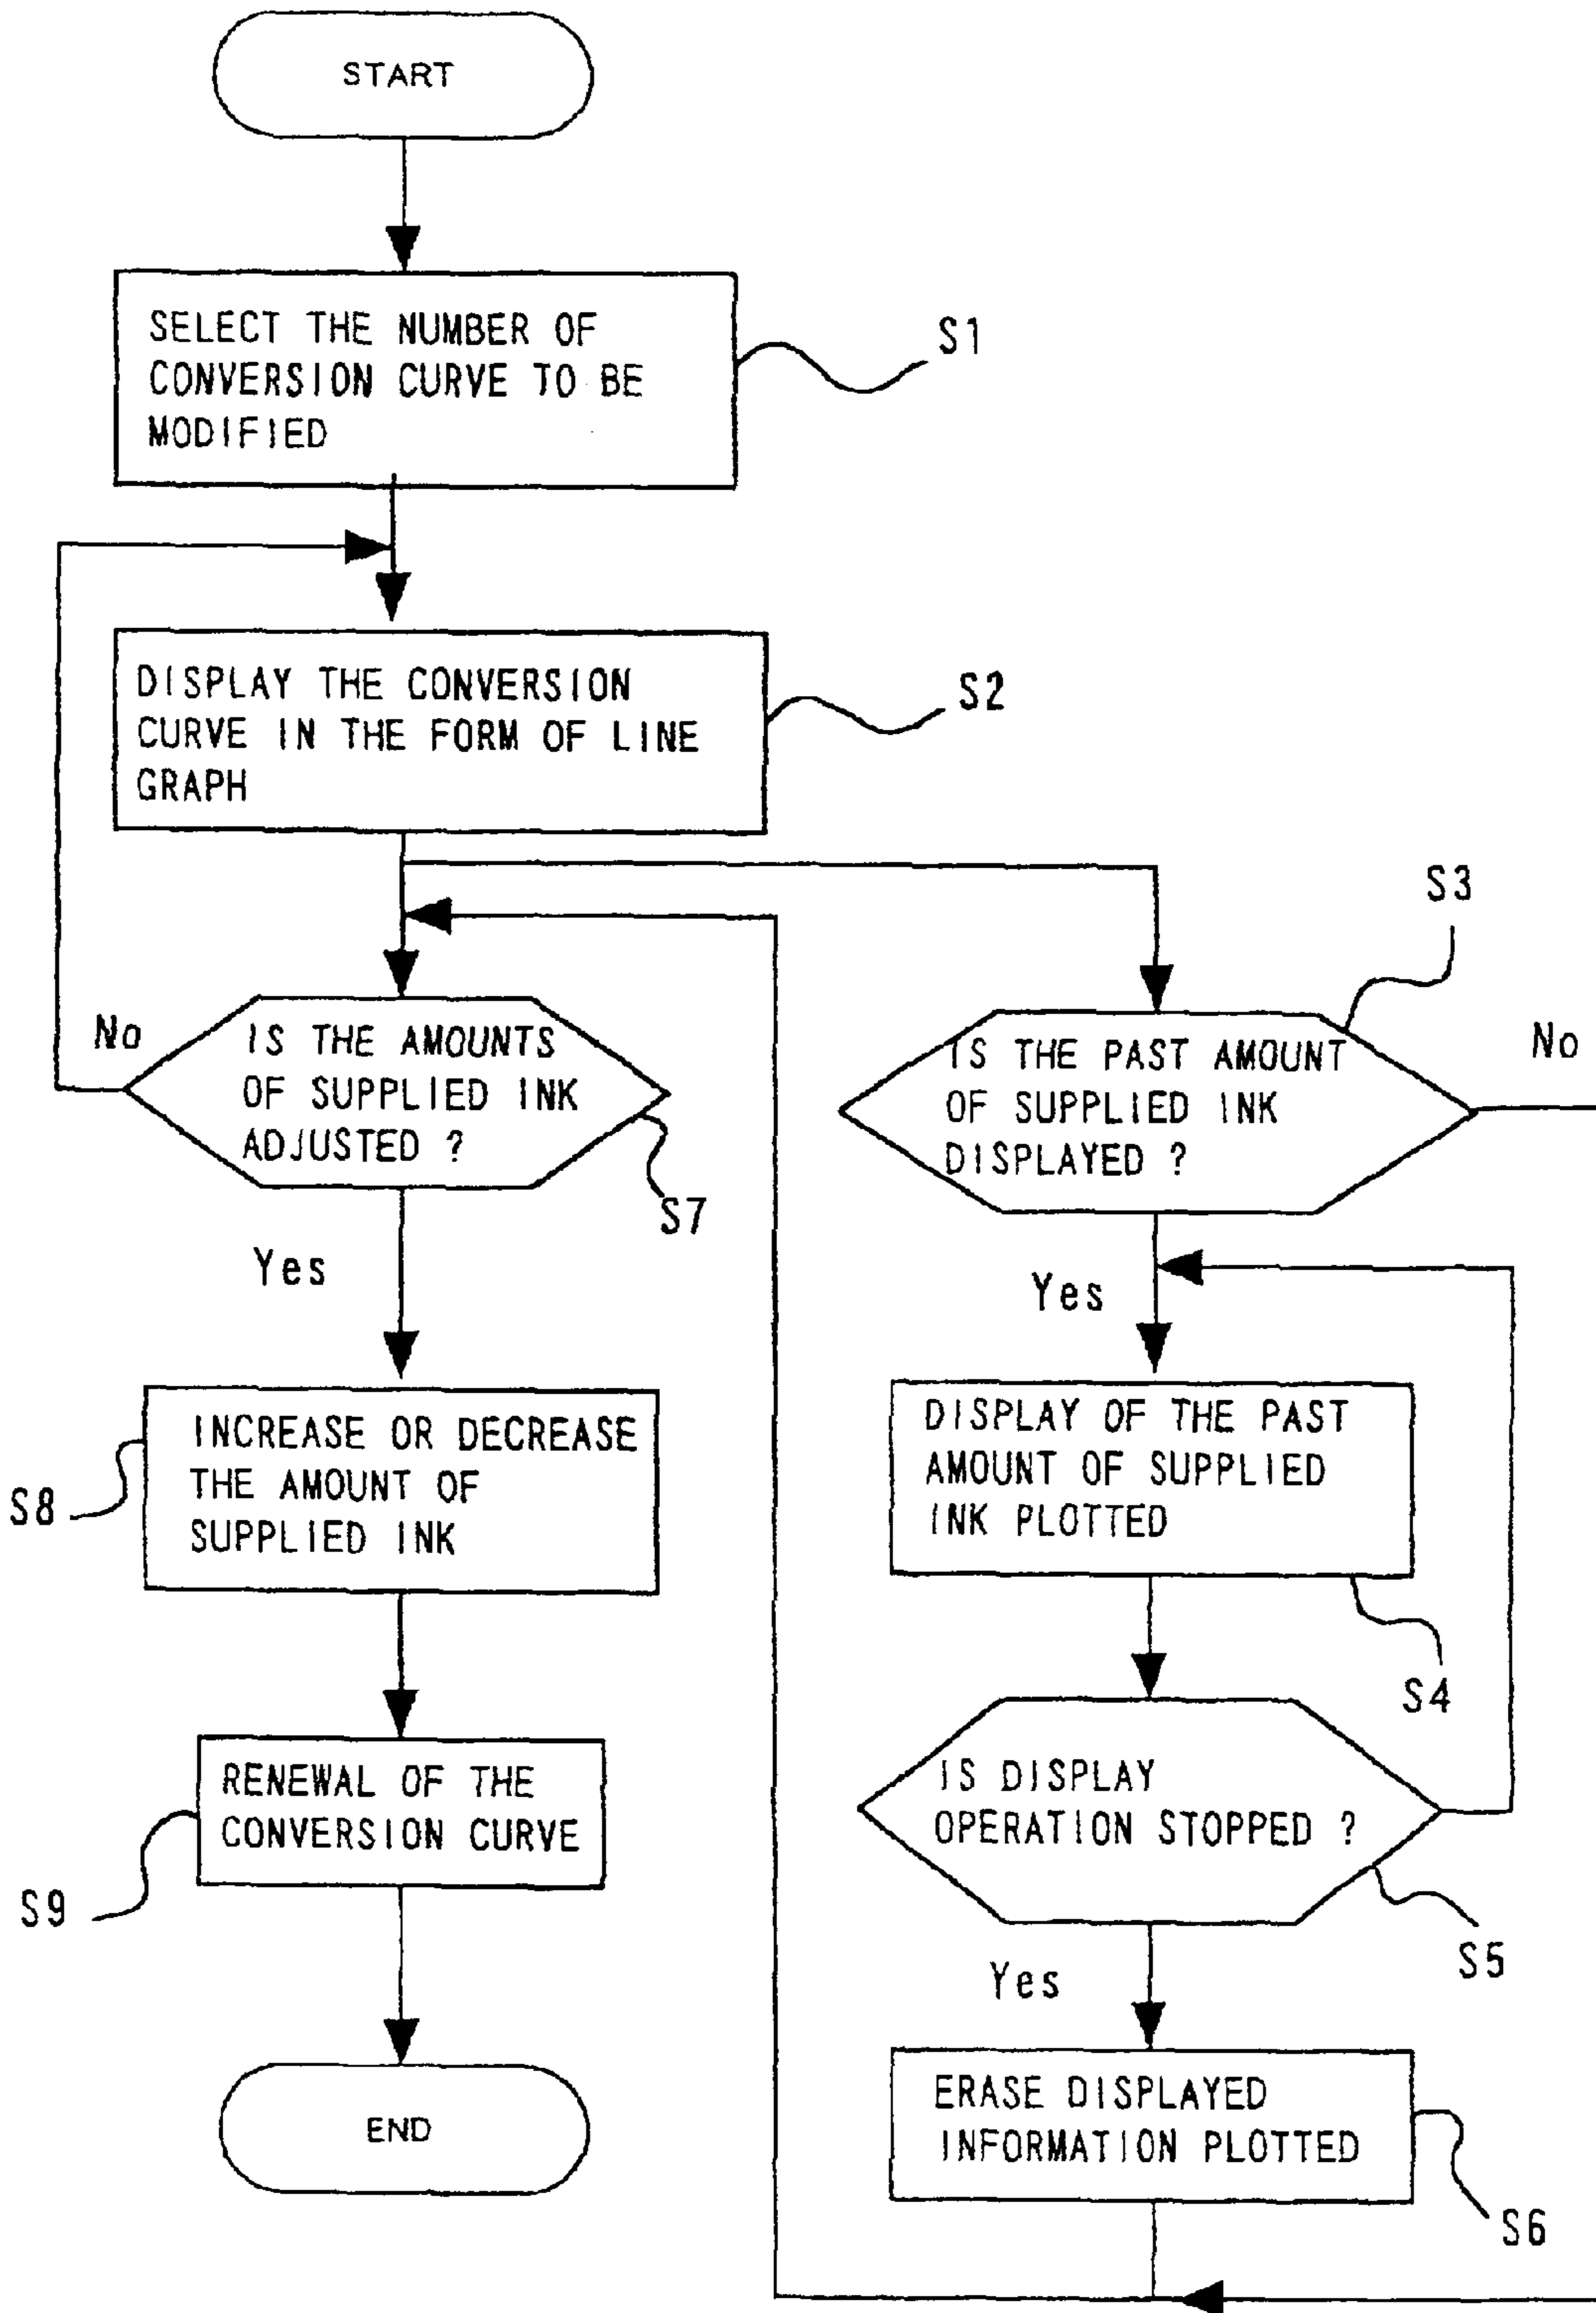 START
SELECT THE NUMBER OF
CONVERSION CURVE TO BE
MODIFIED
S1
DISPLAY THE CONVERSION
CURVE IN THE FORM OF LINE
GRAPH
S2
S3
No
IS THE AMOUNTS
OF SUPPLIED INK
ADJUSTED ?
S7
IS THE PAST AMOUNT
OF SUPPLIED INK
DISPLAYED ?
No
Yes
Yes
INCREASE OR DECREASE
THE AMOUNT OF
SUPPLIED INK
S8
DISPLAY OF THE PAST
AMOUNT OF SUPPLIED
INK PLOTTED
S4
RENEWAL OF THE
CONVERSION CURVE
S9
IS DISPLAY
OPERATION STOPPED ?
S5
Yes
END
ERASE DISPLAYED
INFORMATION PLOTTED
S6